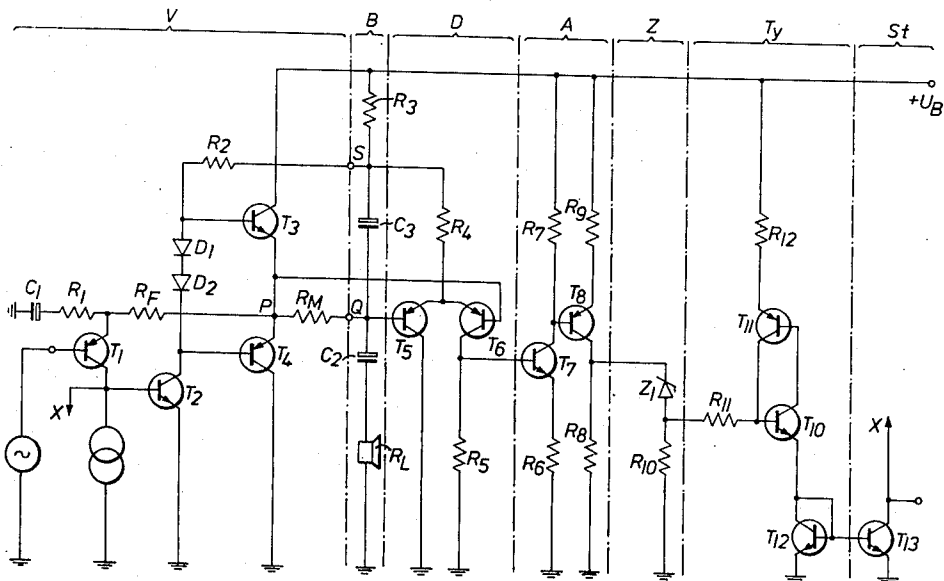 V B D A Z Ty St
+UB
R3
S
R2
T3
C3
R4
R7
R9
R12
D1
D2
C1 R1 RF P RM Q
T8
T11
T1
T4
C2
T5
T6
T7
Z1
X
T2
R11
T10
X
RL
R5
R6
R8
R10
T12
T13